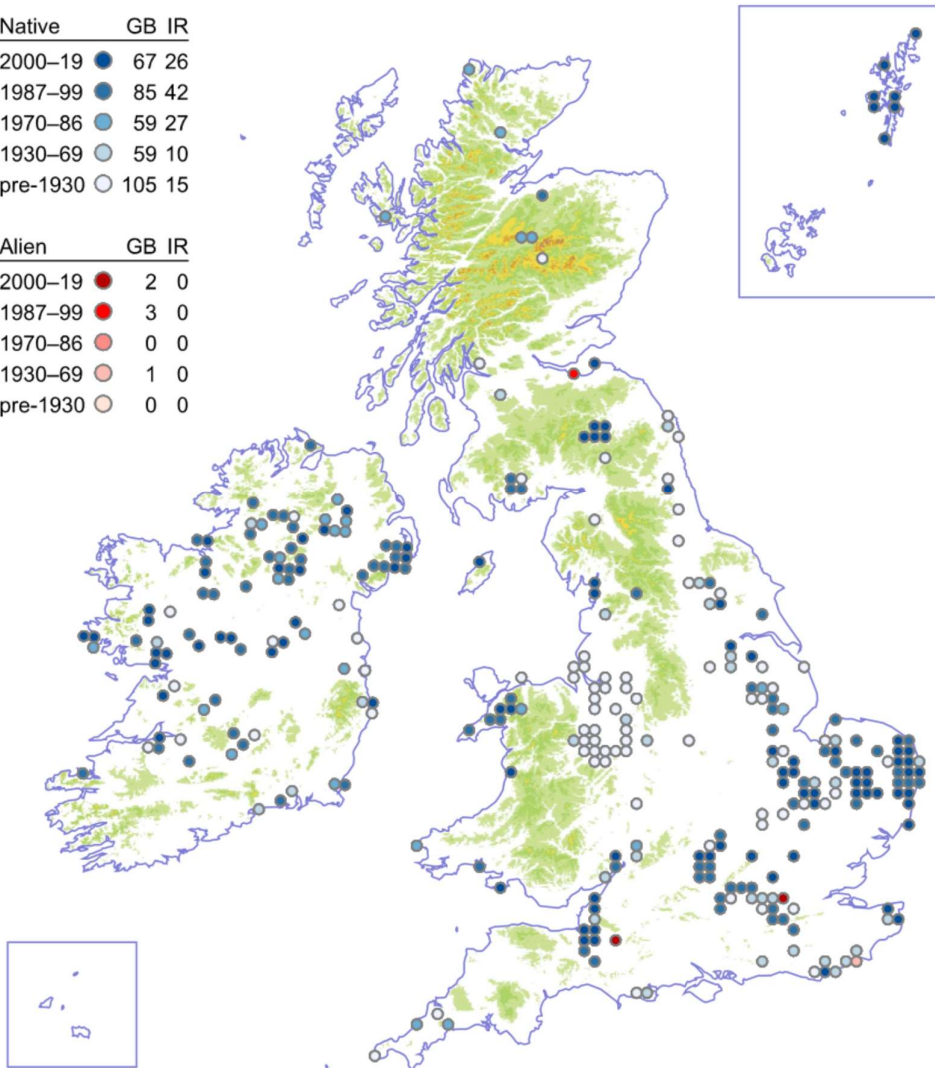 Native GB IR
2000–19 67 26
1987–99 85 42
1970–86 59 27
1930–69 59 10
pre-1930 105 15
Alien GB IR
2000–19 2 0
1987–99 3 0
1970–86 0 0
1930–69 1 0
pre-1930 0 0